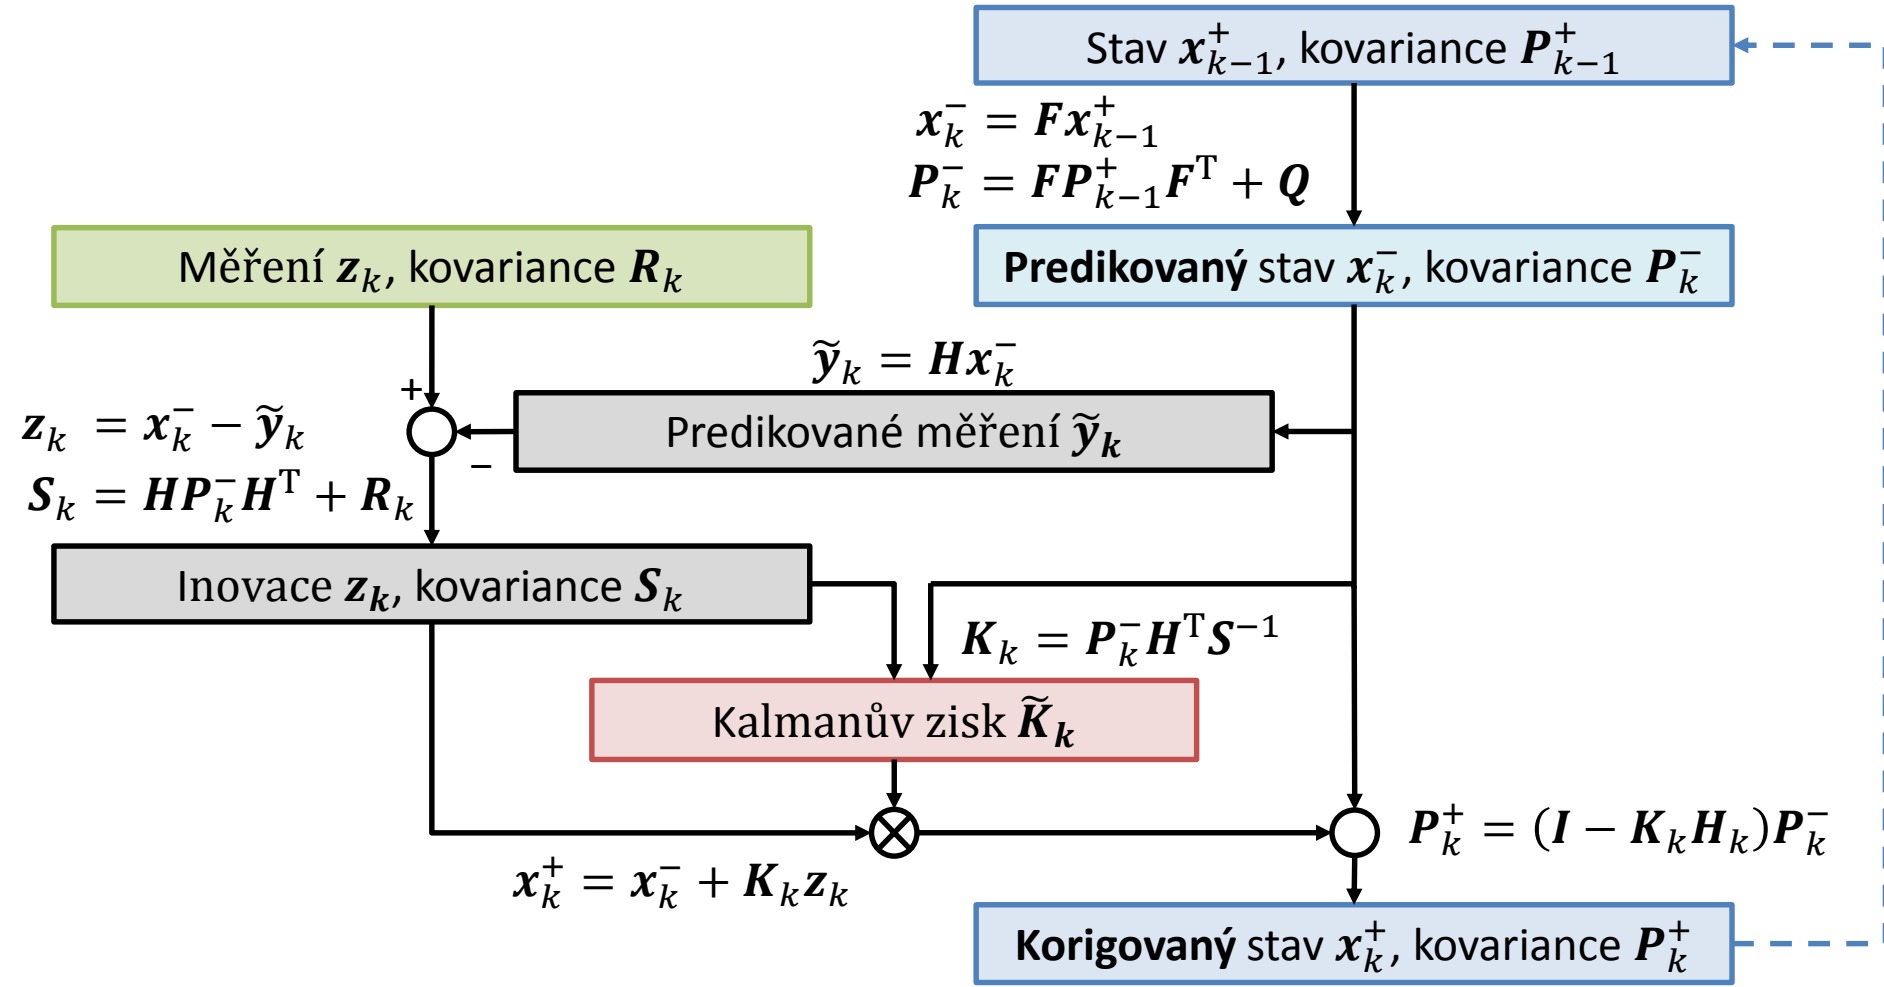 Stav x⁺ₖ₋₁, kovariance P⁺ₖ₋₁
x⁻ₖ = Fx⁺ₖ₋₁
P⁻ₖ = FP⁺ₖ₋₁Fᵀ + Q
Měření zₖ, kovariance Rₖ
Predikovaný stav x⁻ₖ, kovariance P⁻ₖ
ỹₖ = Hx⁻ₖ
+
Predikované měření ỹₖ
−
zₖ = x⁻ₖ − ỹₖ
Sₖ = HP⁻ₖHᵀ + Rₖ
Inovace zₖ, kovariance Sₖ
Kₖ = P⁻ₖHᵀS⁻¹
Kalmanův zisk K̃ₖ
P⁺ₖ = (I − KₖHₖ)P⁻ₖ
x⁺ₖ = x⁻ₖ + Kₖzₖ
Korigovaný stav x⁺ₖ, kovariance P⁺ₖ